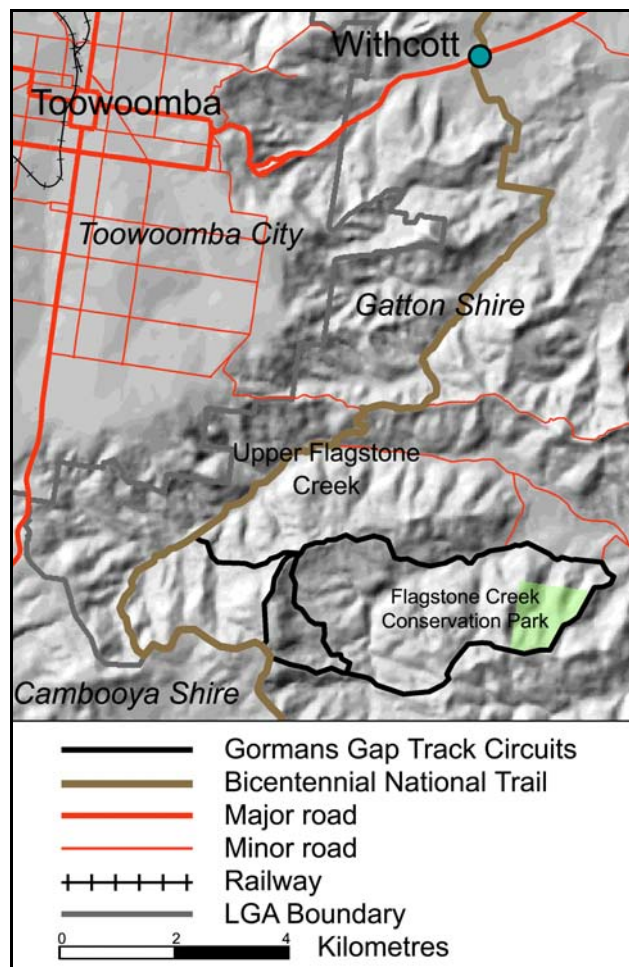 Withcott
Toowoomba
Toowoomba City
Gatton Shire
Upper Flagstone
Creek
Flagstone Creek
Conservation Park
Cambooya Shire
Gormans Gap Track Circuits
Bicentennial National Trail
Major road
Minor road
Railway
LGA Boundary
0 2 4
Kilometres